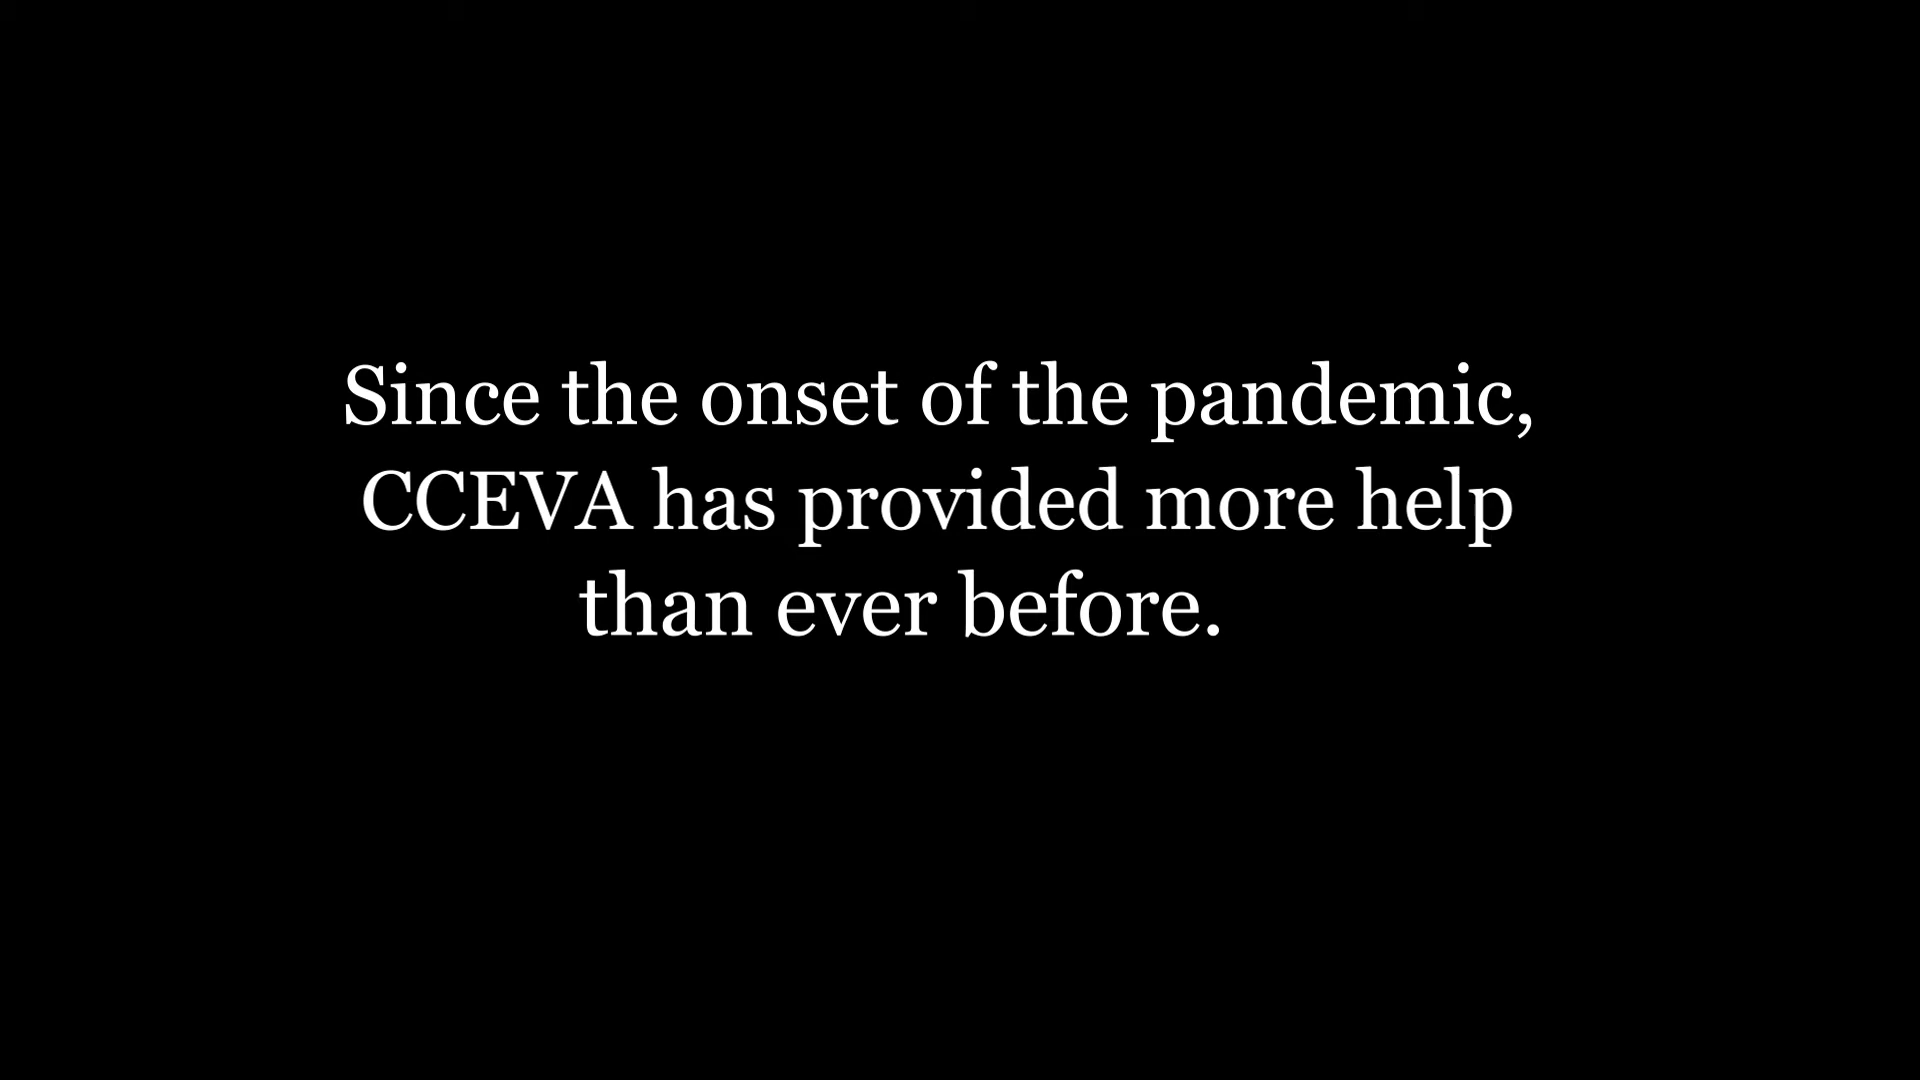 Since the onset of the pandemic,
CCEVA has provided more help
than ever before.